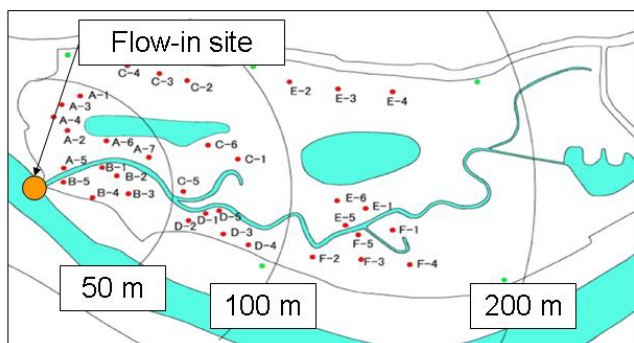 Flow-in site
C-4
C-3
C-2
E-2
E-3
E-4
A-1
A-3
A-4
A-2
A-6
A-7
C-6
C-1
A-5
B-1
B-2
B-5
B-4
B-3
C-5
E-6
E-1
D-5
D-1
D-2
E-5
F-1
D-3
F-5
D-4
F-2
F-3
F-4
50 m
100 m
200 m